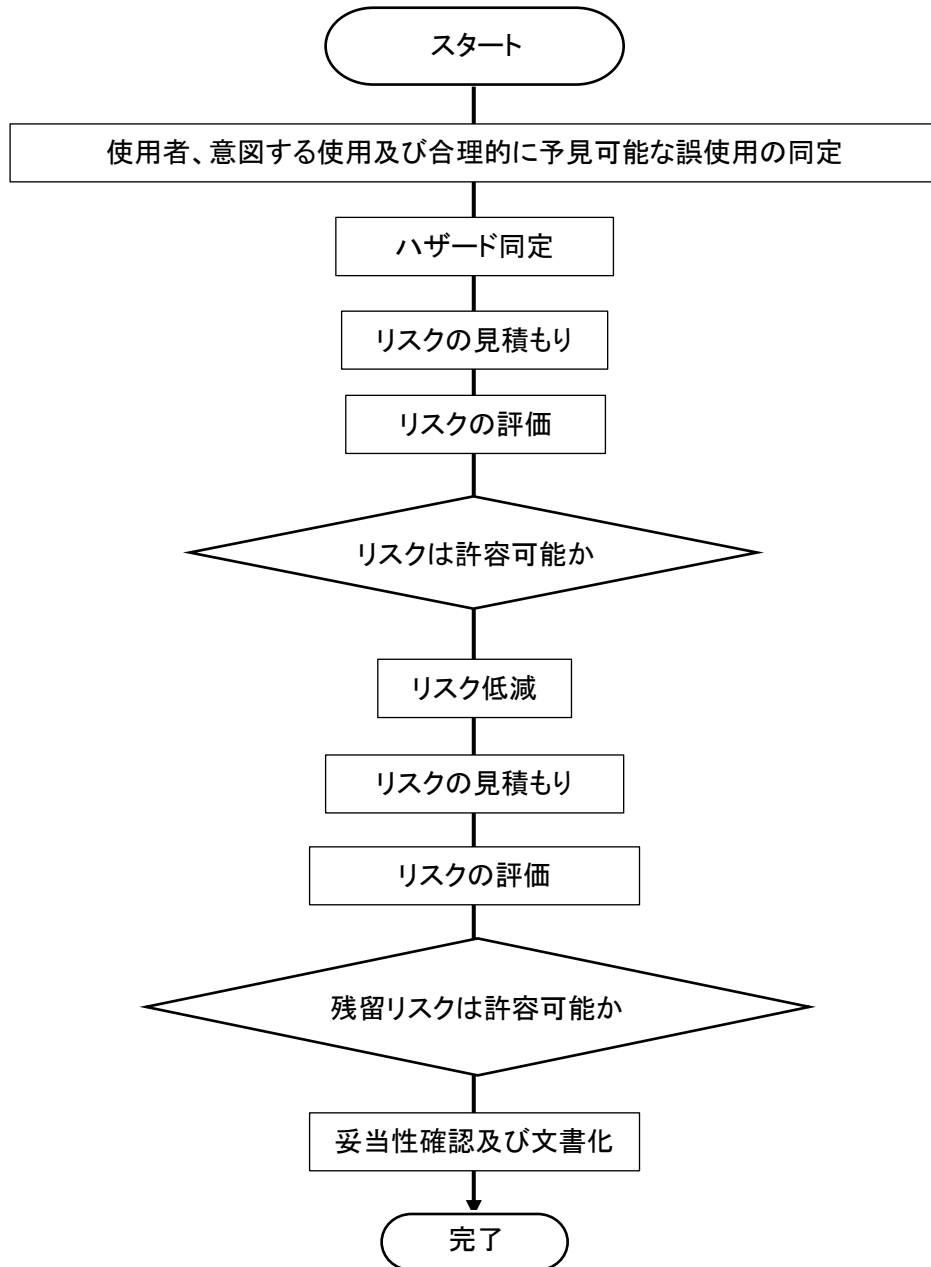 スタート
使用者、意図する使用及び合理的に予見可能な誤使用の同定
ハザード同定
リスクの見積もり
リスクの評価
リスクは許容可能か
リスク低減
リスクの見積もり
リスクの評価
残留リスクは許容可能か
妥当性確認及び文書化
完了